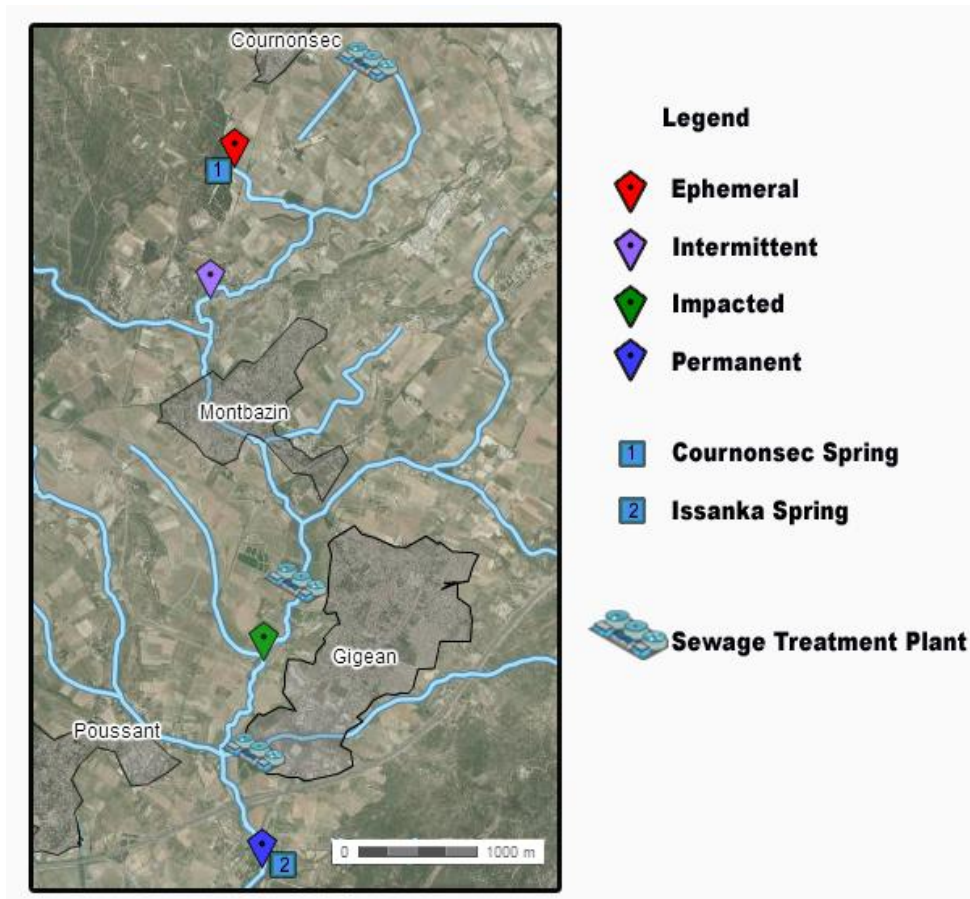 Cournonsec
1
Montbazin
Gigean
Poussant
0 1000 m
2
Legend
Ephemeral
Intermittent
Impacted
Permanent
1 Cournonsec Spring
2 Issanka Spring
Sewage Treatment Plant